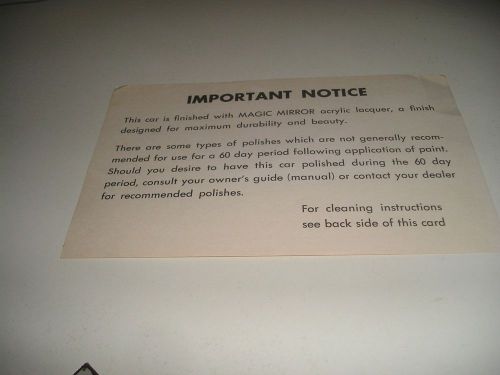 IMPORTANT NOTICE
This car is finished with MAGIC MIRROR acrylic lacquer, a finish
designed for maximum durability and beauty.
There are some types of polishes which are not generally recom-
mended for use for a 60 day period following application of paint.
Should you desire to have this car polished during the 60 day
period, consult your owner's guide (manual) or contact your dealer
for recommended polishes.
For cleaning instructions
see back side of this card